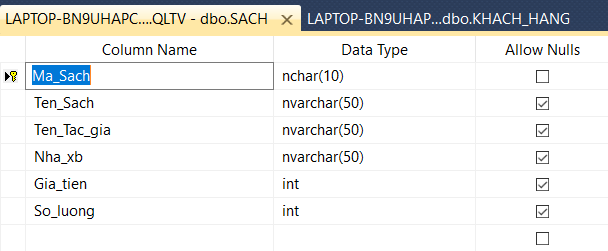 LAPTOP-BN9UHAPC....QLTV - dbo.SACH LAPTOP-BN9UHAP...dbo.KHACH_HANG
Column Name Data Type Allow Nulls
Ma_Sach nchar(10)
Ten_Sach nvarchar(50)
Ten_Tac_gia nvarchar(50)
Nha_xb nvarchar(50)
Gia_tien int
So_luong int